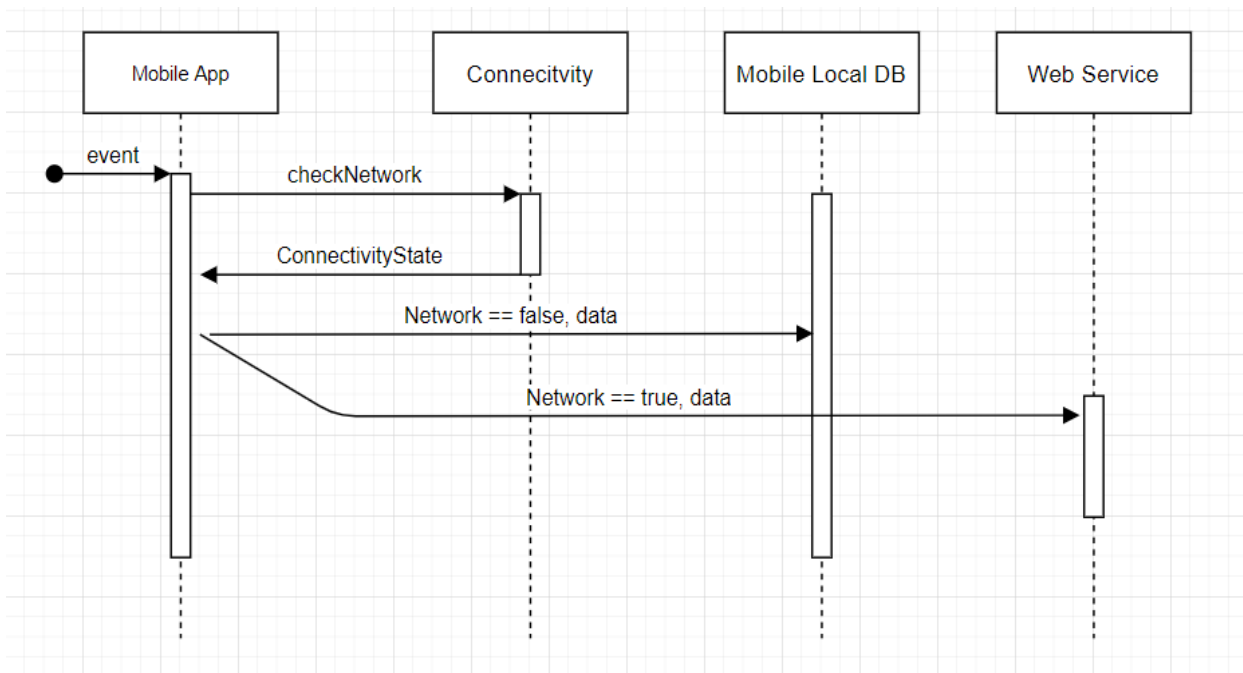 Mobile App
Connecitvity
Mobile Local DB
Web Service
event
checkNetwork
ConnectivityState
Network == false, data
Network == true, data